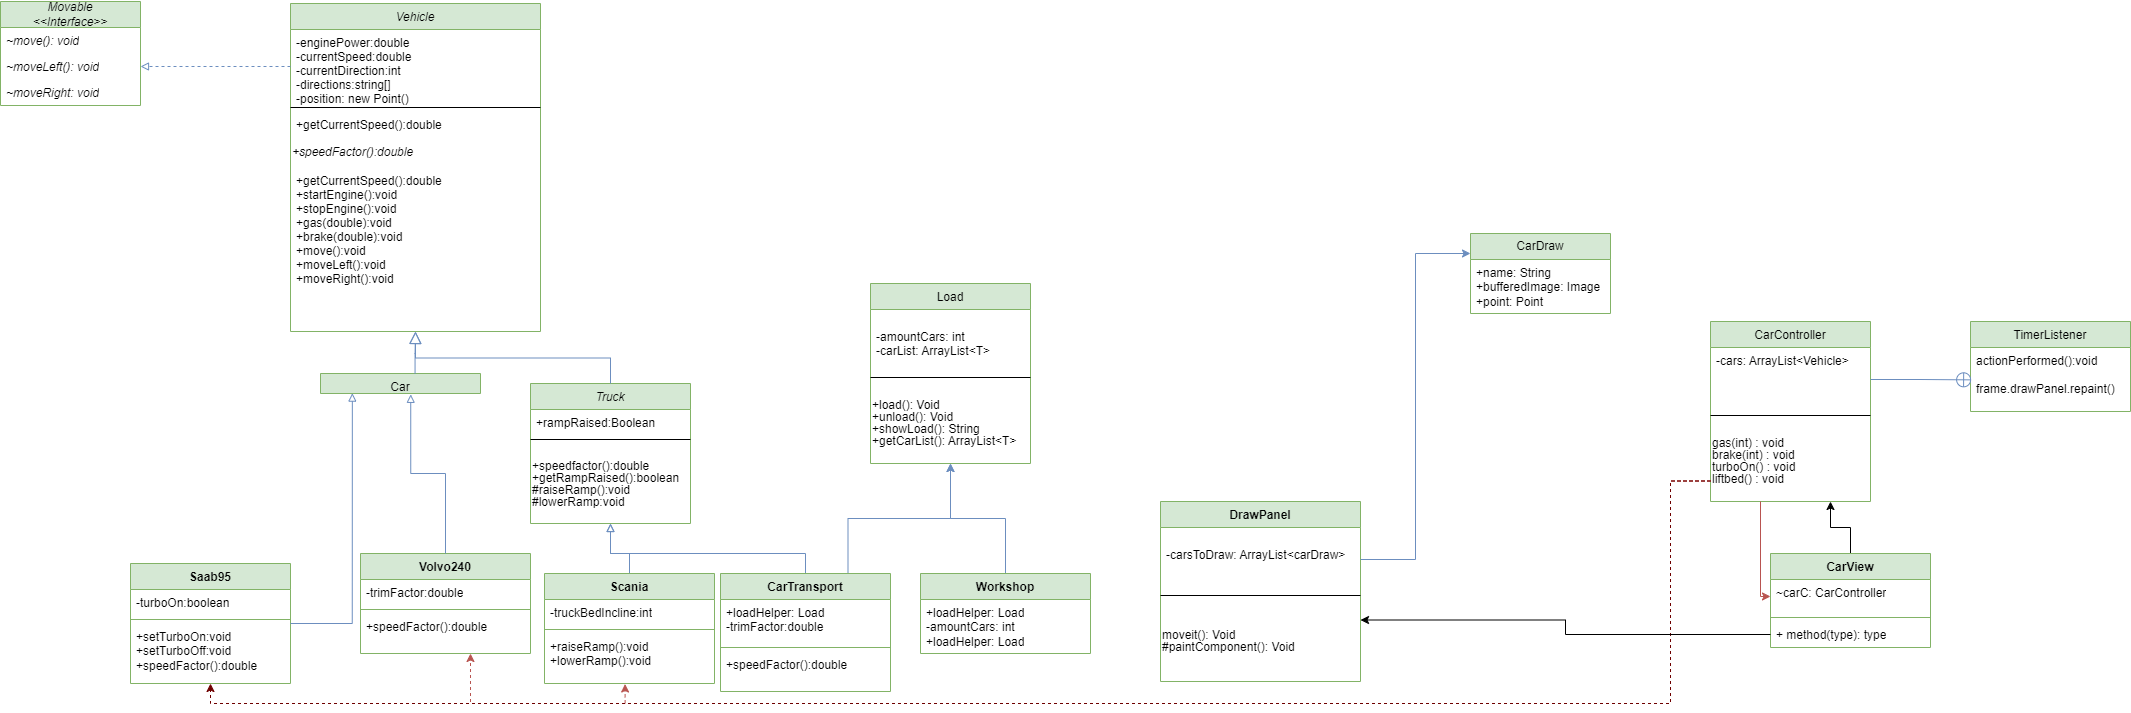 Movable
<<Interface>>
~move(): void
~moveLeft(): void
~moveRight: void
Vehicle
-enginePower:double
-currentSpeed:double
-currentDirection:int
-directions:string[]
-position: new Point()
+getCurrentSpeed():double
+speedFactor():double
+getCurrentSpeed():double
+startEngine():void
+stopEngine():void
+gas(double):void
+brake(double):void
+move():void
+moveLeft():void
+moveRight():void
Car
Truck
+rampRaised:Boolean
+speedfactor():double
+getRampRaised():boolean
#raiseRamp():void
#lowerRamp:void
Saab95
-turboOn:boolean
+setTurboOn:void
+setTurboOff:void
+speedFactor():double
Volvo240
-trimFactor:double
+speedFactor():double
Scania
-truckBedIncline:int
+raiseRamp():void
+lowerRamp():void
CarTransport
+loadHelper: Load
-trimFactor:double
+speedFactor():double
Load
-amountCars: int
-carList: ArrayList<T>
+load(): Void
+unload(): Void
+showLoad(): String
+getCarList(): ArrayList<T>
Workshop
+loadHelper: Load
-amountCars: int
+loadHelper: Load
DrawPanel
-carsToDraw: ArrayList<carDraw>
moveit(): Void
#paintComponent(): Void
CarDraw
+name: String
+bufferedImage: Image
+point: Point
CarController
-cars: ArrayList<Vehicle>
gas(int) : void
brake(int) : void
turboOn() : void
liftbed() : void
TimerListener
actionPerformed():void
frame.drawPanel.repaint()
CarView
~carC: CarController
+ method(type): type